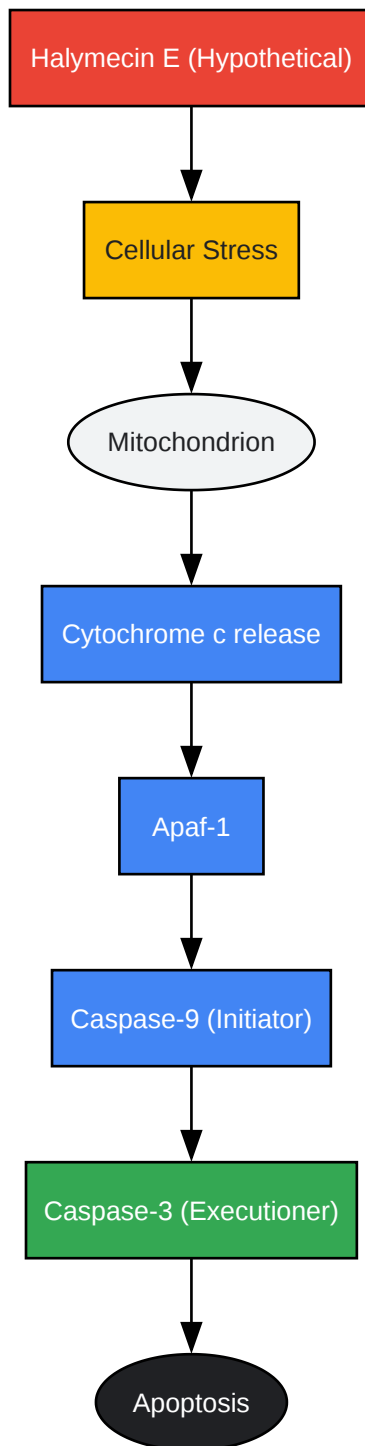 Halymecin E (Hypothetical)
Cellular Stress
Mitochondrion
Cytochrome c release
Apaf-1
Caspase-9 (Initiator)
Caspase-3 (Executioner)
Apoptosis